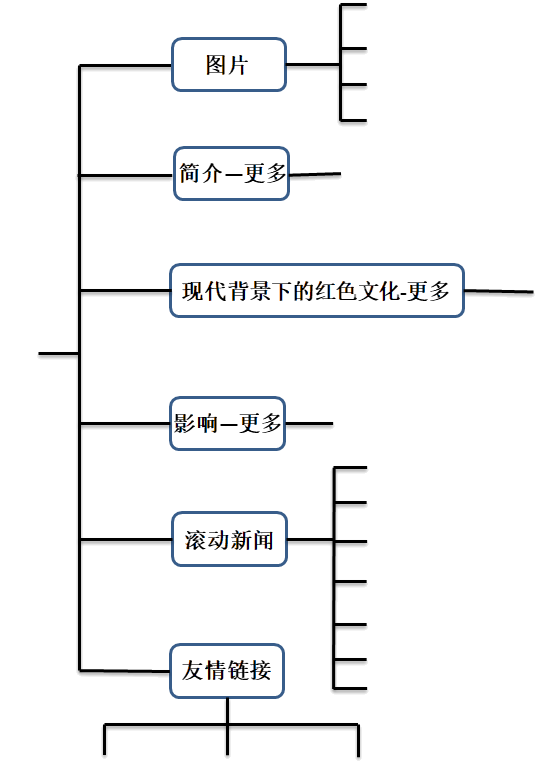 图片
简介—更多
现代背景下的红色文化-更多
影响—更多
滚动新闻
友情链接